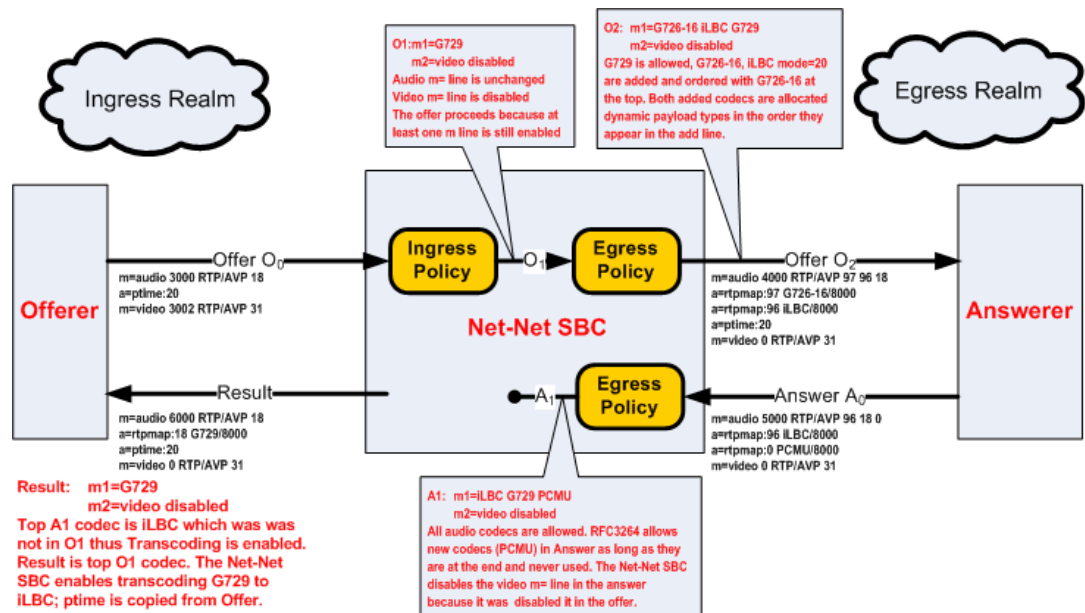 O1:m1=G729
m2=video disabled
Audio m= line is unchanged
Video m= line is disabled
The offer proceeds because at
least one m line is still enabled
O2: m1=G726-16 iLBC G729
m2=video disabled
G729 is allowed, G726-16, iLBC mode=20
are added and ordered with G726-16 at
the top. Both added codecs are allocated
dynamic payload types in the order they
appear in the add line.
Ingress Realm
Egress Realm
Offerer
Offer O0
m=audio 3000 RTP/AVP 18
a=ptime:20
m=video 3002 RTP/AVP 31
Ingress
Policy
O1
Egress
Policy
Net-Net SBC
Offer O2
m=audio 4000 RTP/AVP 97 96 18
a=rtpmap:97 G726-16/8000
a=rtpmap:96 iLBC/8000
a=ptime:20
m=video 0 RTP/AVP 31
Answerer
Result
m=audio 6000 RTP/AVP 18
a=rtpmap:18 G729/8000
a=ptime:20
m=video 0 RTP/AVP 31
A1
Egress
Policy
Answer A0
m=audio 5000 RTP/AVP 96 18 0
a=rtpmap:96 iLBC/8000
a=rtpmap:0 PCMU/8000
m=video 0 RTP/AVP 31
Result: m1=G729
m2=video disabled
Top A1 codec is iLBC which was was
not in O1 thus Transcoding is enabled.
Result is top O1 codec. The Net-Net
SBC enables transcoding G729 to
iLBC; ptime is copied from Offer.
A1: m1=iLBC G729 PCMU
m2=video disabled
All audio codecs are allowed. RFC3264 allows
new codecs (PCMU) in Answer as long as they
are at the end and never used. The Net-Net SBC
disables the video m= line in the answer
because it was disabled it in the offer.